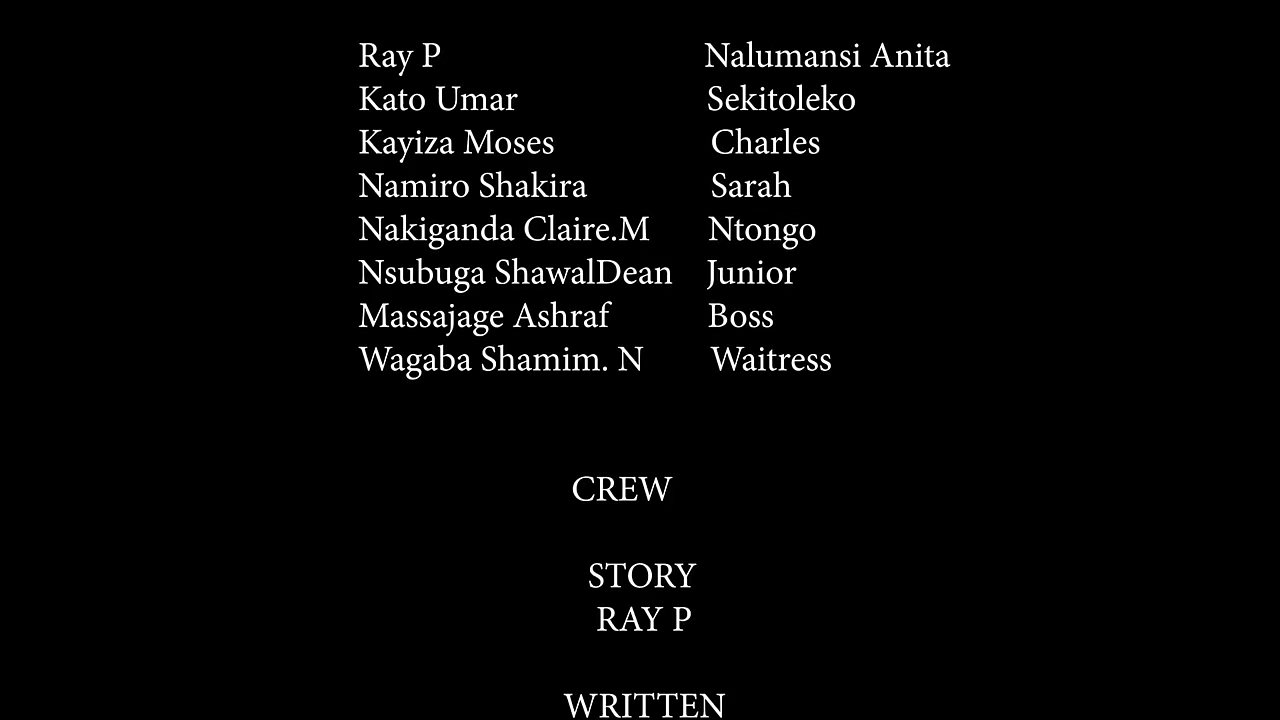 Ray P Nalumansi Anita
Kato Umar Sekitoleko
Kayiza Moses Charles
Namiro Shakira Sarah
Nakiganda Claire.M Ntongo
Nsubuga ShawalDean Junior
Massajage Ashraf Boss
Wagaba Shamim. N Waitress
CREW
STORY
RAY P
WRITTEN